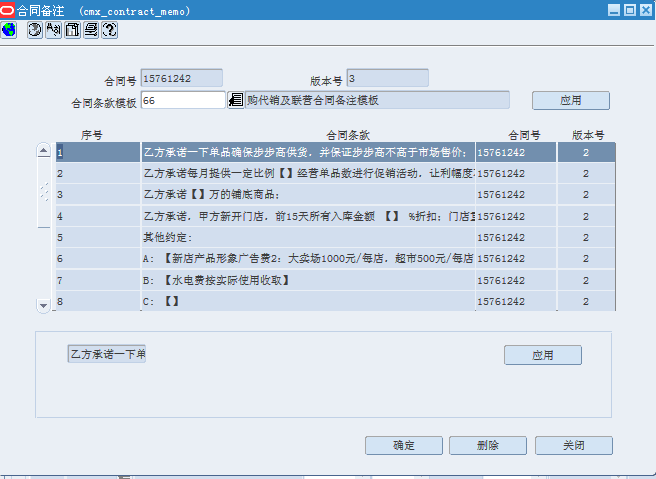 合同备注 (cmx_contract_memo)
合同号 15761242 版本号 3
合同条款模板 66 购代销及联营合同备注模板 应用
序号 合同条款 合同号 版本号
1 乙方承诺一下单品确保步步高供货，并保证步步高不高于市场售价； 15761242 2
2 乙方承诺每月提供一定比例【】经营单品数进行促销活动，让利幅度 15761242 2
3 乙方承诺【】万的铺底商品； 15761242 2
4 乙方承诺，甲方新开门店，前15天所有入库金额 【】 %折扣；门店 15761242 2
5 其他约定: 15761242 2
6 A: 【新店产品形象广告费2：大卖场1000元/每店，超市500元/每店 15761242 2
7 B: 【水电费按实际使用收取】 15761242 2
8 C: 【】 15761242 2
乙方承诺一下单 应用
确定 删除 关闭